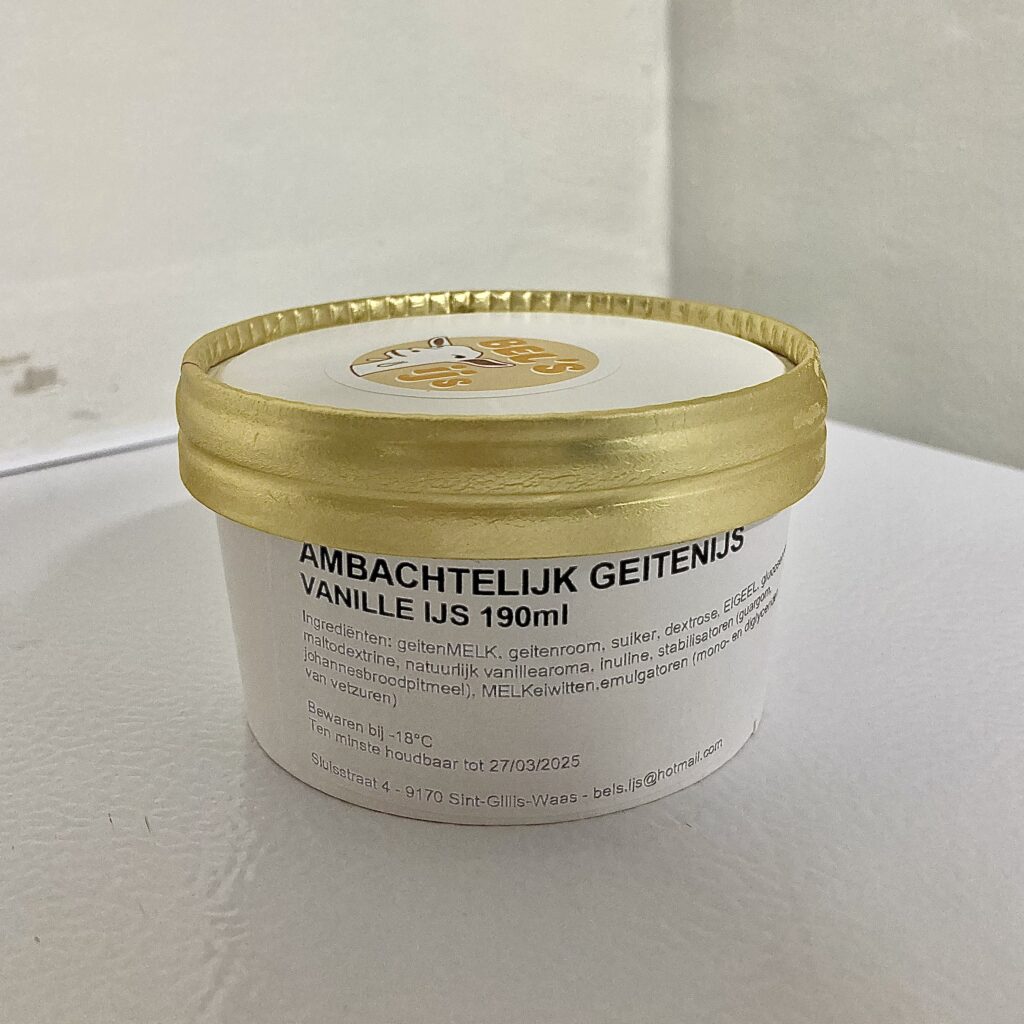 BEL'S
ijs
AMBACHTELIJK GEITENIJS
VANILLE IJS 190ml
Ingrediënten: geitenMELK, geitenroom, suiker, dextrose, EIGEEL,
maltodextrine, natuurlijk vanillearoma, inuline, stabilisatoren (guargom,
johannesbroodpitmeel), MELKeiwitten,emulgatoren (mono- en diglyceriden
van vetzuren)
Bewaren bij -18°C
Ten minste houdbaar tot 27/03/2025
Sluisstraat 4 - 9170 Sint-Gillis-Waas - bels.ijs@hotmail.com